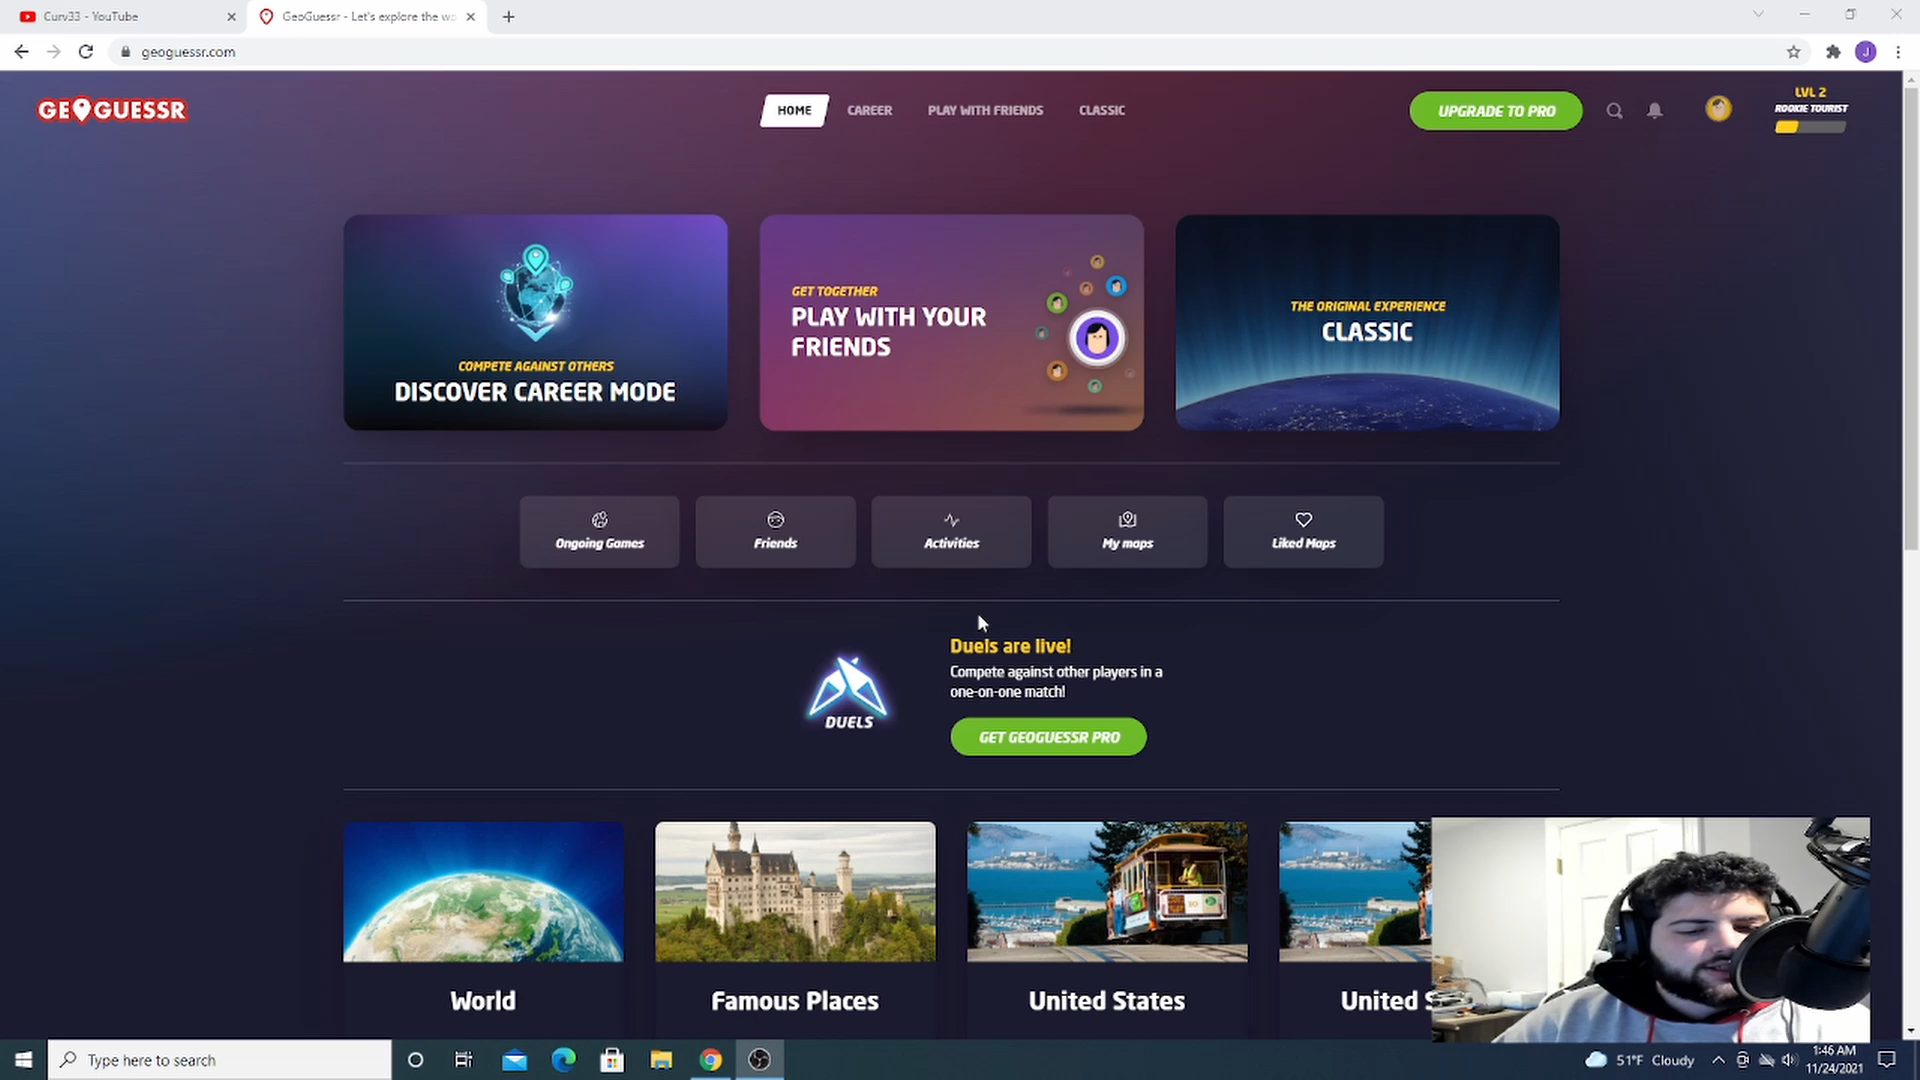 Curv33 - YouTube
GeoGuessr - Let's explore the wo
geoguessr.com
J
GEOGUESSR
HOME
CAREER
PLAY WITH FRIENDS
CLASSIC
UPGRADE TO PRO
LVL 2
ROOKIE TOURIST
COMPETE AGAINST OTHERS
DISCOVER CAREER MODE
GET TOGETHER
PLAY WITH YOUR
FRIENDS
THE ORIGINAL EXPERIENCE
CLASSIC
Ongoing Games
Friends
Activities
My maps
Liked Maps
DUELS
Duels are live!
Compete against other players in a
one-on-one match!
GET GEOGUESSR PRO
World
Famous Places
United States
United S
Type here to search
51°F Cloudy
1:46 AM
11/24/2021